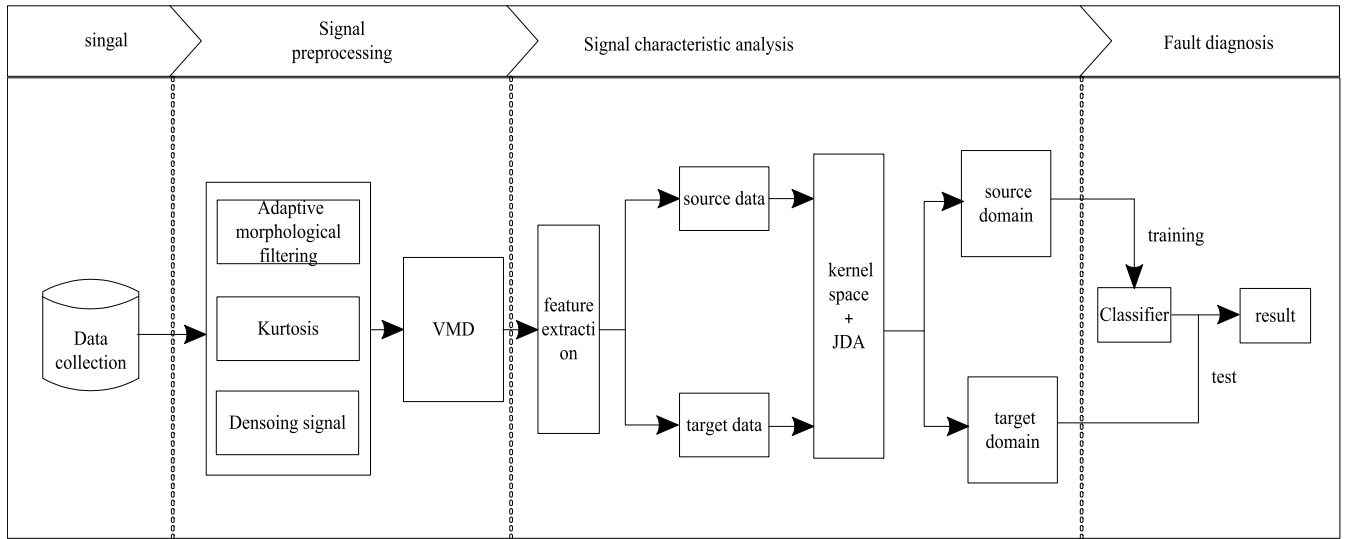 singal
Signal
preprocessing
Signal characteristic analysis
Fault diagnosis
Data
collection
Adaptive
morphological
filtering
Kurtosis
Densoing signal
VMD
feature
extracti
on
source data
target data
kernel
space
+
JDA
source
domain
target
domain
training
Classifier
result
test